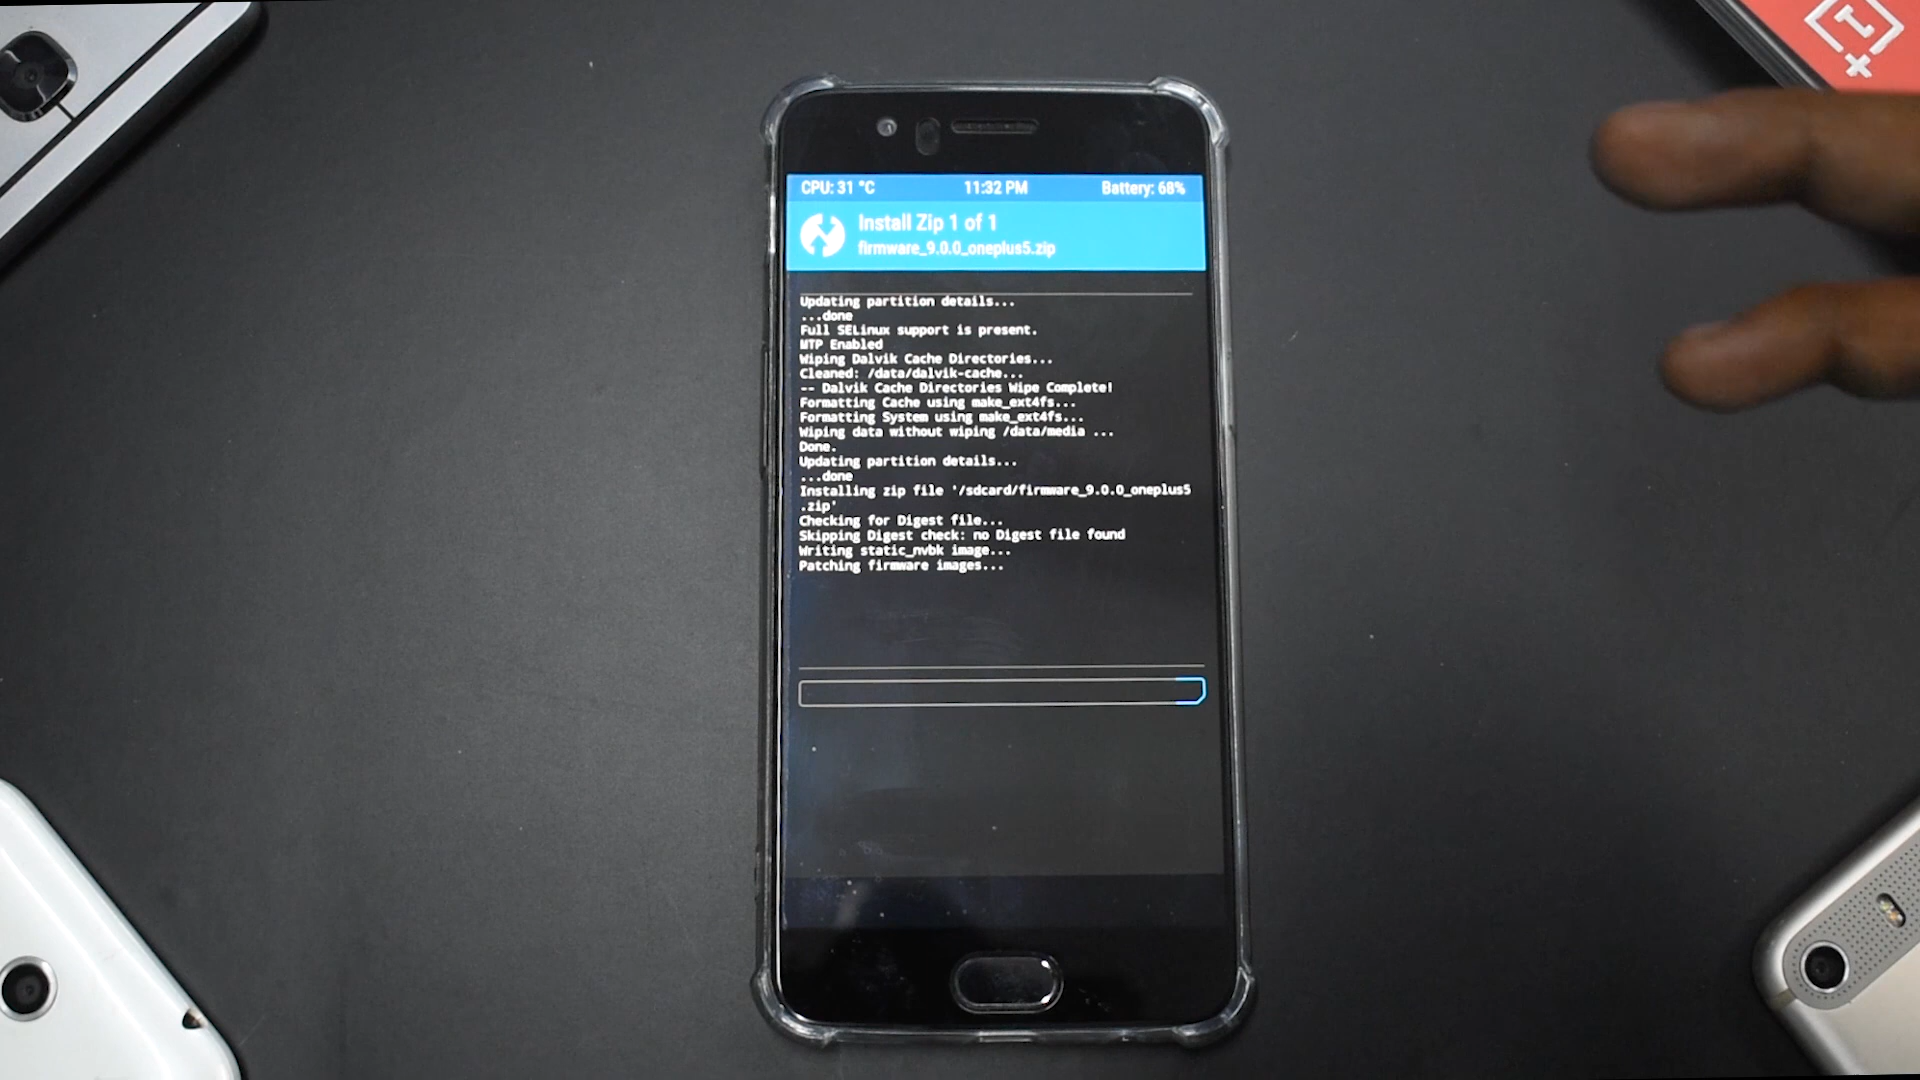 CPU: 31 °C 11:32 PM Battery: 68%
Install Zip 1 of 1
firmware_9.0.0_oneplus5.zip
Updating partition details...
...done
Full SELinux support is present.
MTP Enabled
Wiping Dalvik Cache Directories...
Cleaned: /data/dalvik-cache...
-- Dalvik Cache Directories Wipe Complete!
Formatting Cache using make_ext4fs...
Formatting System using make_ext4fs...
Wiping data without wiping /data/media ...
Done.
Updating partition details...
...done
Installing zip file '/sdcard/firmware_9.0.0_oneplus5
.zip'
Checking for Digest file...
Skipping Digest check: no Digest file found
Writing static_nvbk image...
Patching firmware images...